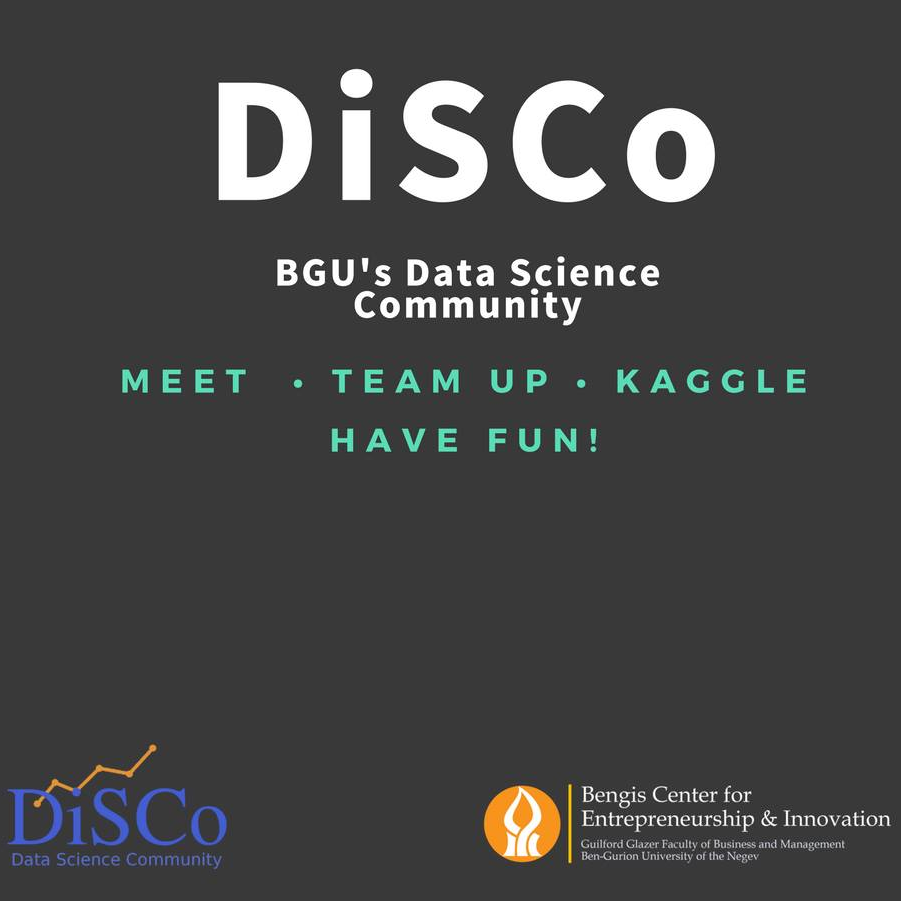 DiSCo
BGU's Data Science
Community
MEET • TEAM UP • KAGGLE
HAVE FUN!
DiSCo
Data Science Community
Bengis Center for
Entrepreneurship & Innovation
Guilford Glazer Faculty of Business and Management
Ben-Gurion University of the Negev